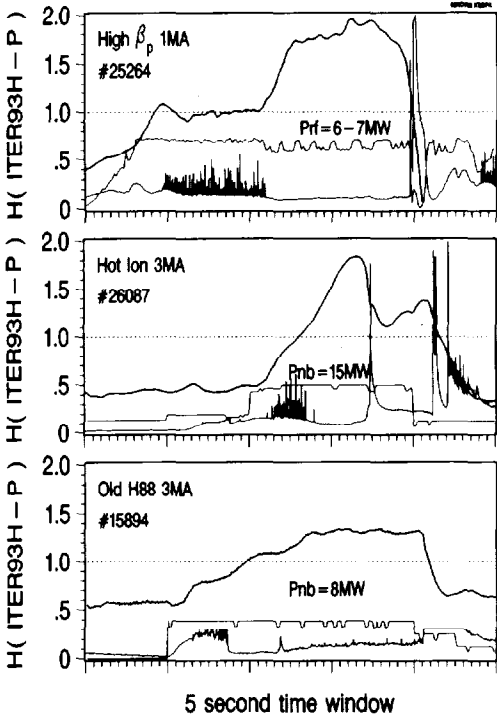 H( ITER93H – P )
2.0
High βp 1MA
#25264
1.5
1.0
Prf = 6 – 7MW
.5
0
H( ITER93H – P )
2.0
Hot Ion 3MA
#26087
1.5
1.0
Pnb = 15MW
.5
0
H( ITER93H – P )
2.0
Old H88 3MA
#15894
1.5
1.0
Pnb = 8MW
.5
0
5 second time window